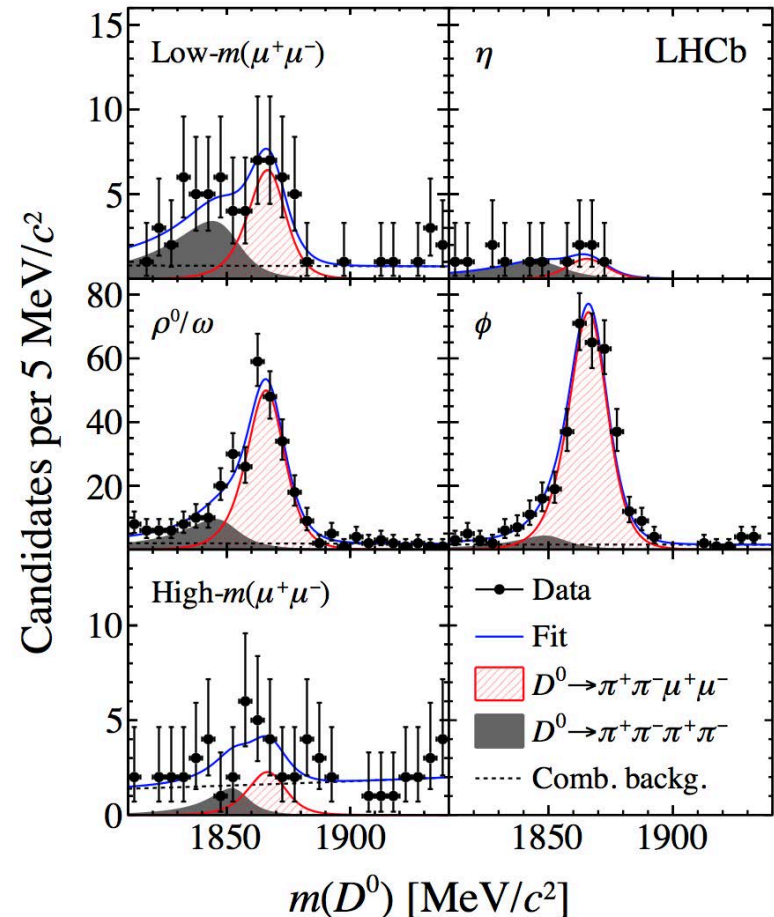 Candidates per 5 MeV/c²
15
10
5
Low-m(μ⁺μ⁻)
η
LHCb
80
60
40
20
ρ⁰/ω
ϕ
10
5
0
High-m(μ⁺μ⁻)
Data
Fit
D⁰→π⁺π⁻μ⁺μ⁻
D⁰→π⁺π⁻π⁺π⁻
Comb. backg.
1850 1900 1850 1900
m(D⁰) [MeV/c²]